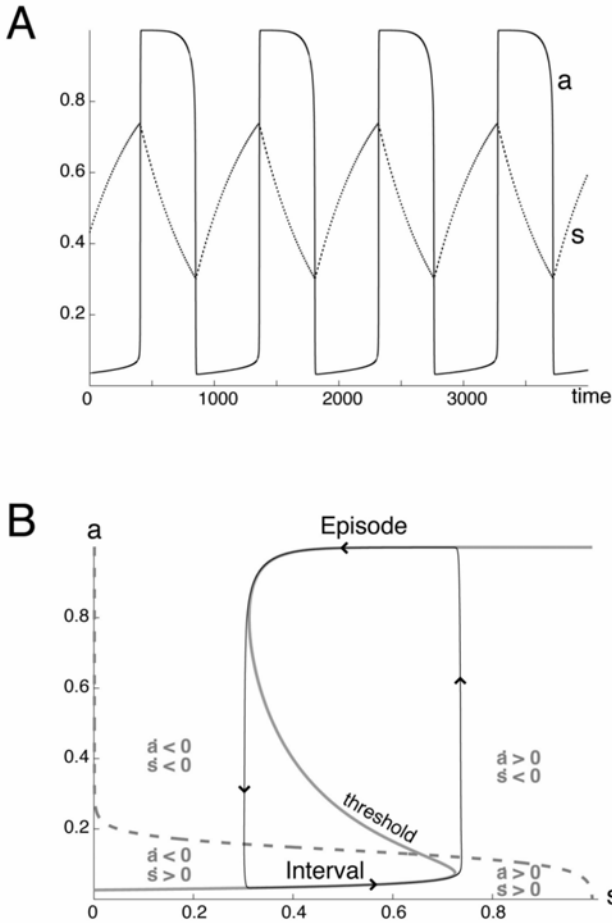 A
0.8
a
0.6
0.4
s
0.2
0 1000 2000 3000 time
B
a
Episode
0.8
0.6
0.4
ȧ < 0
ṡ < 0
ȧ > 0
ṡ < 0
threshold
0.2
ȧ < 0
ṡ > 0
Interval
ȧ > 0
ṡ > 0
0 0.2 0.4 0.6 0.8 s